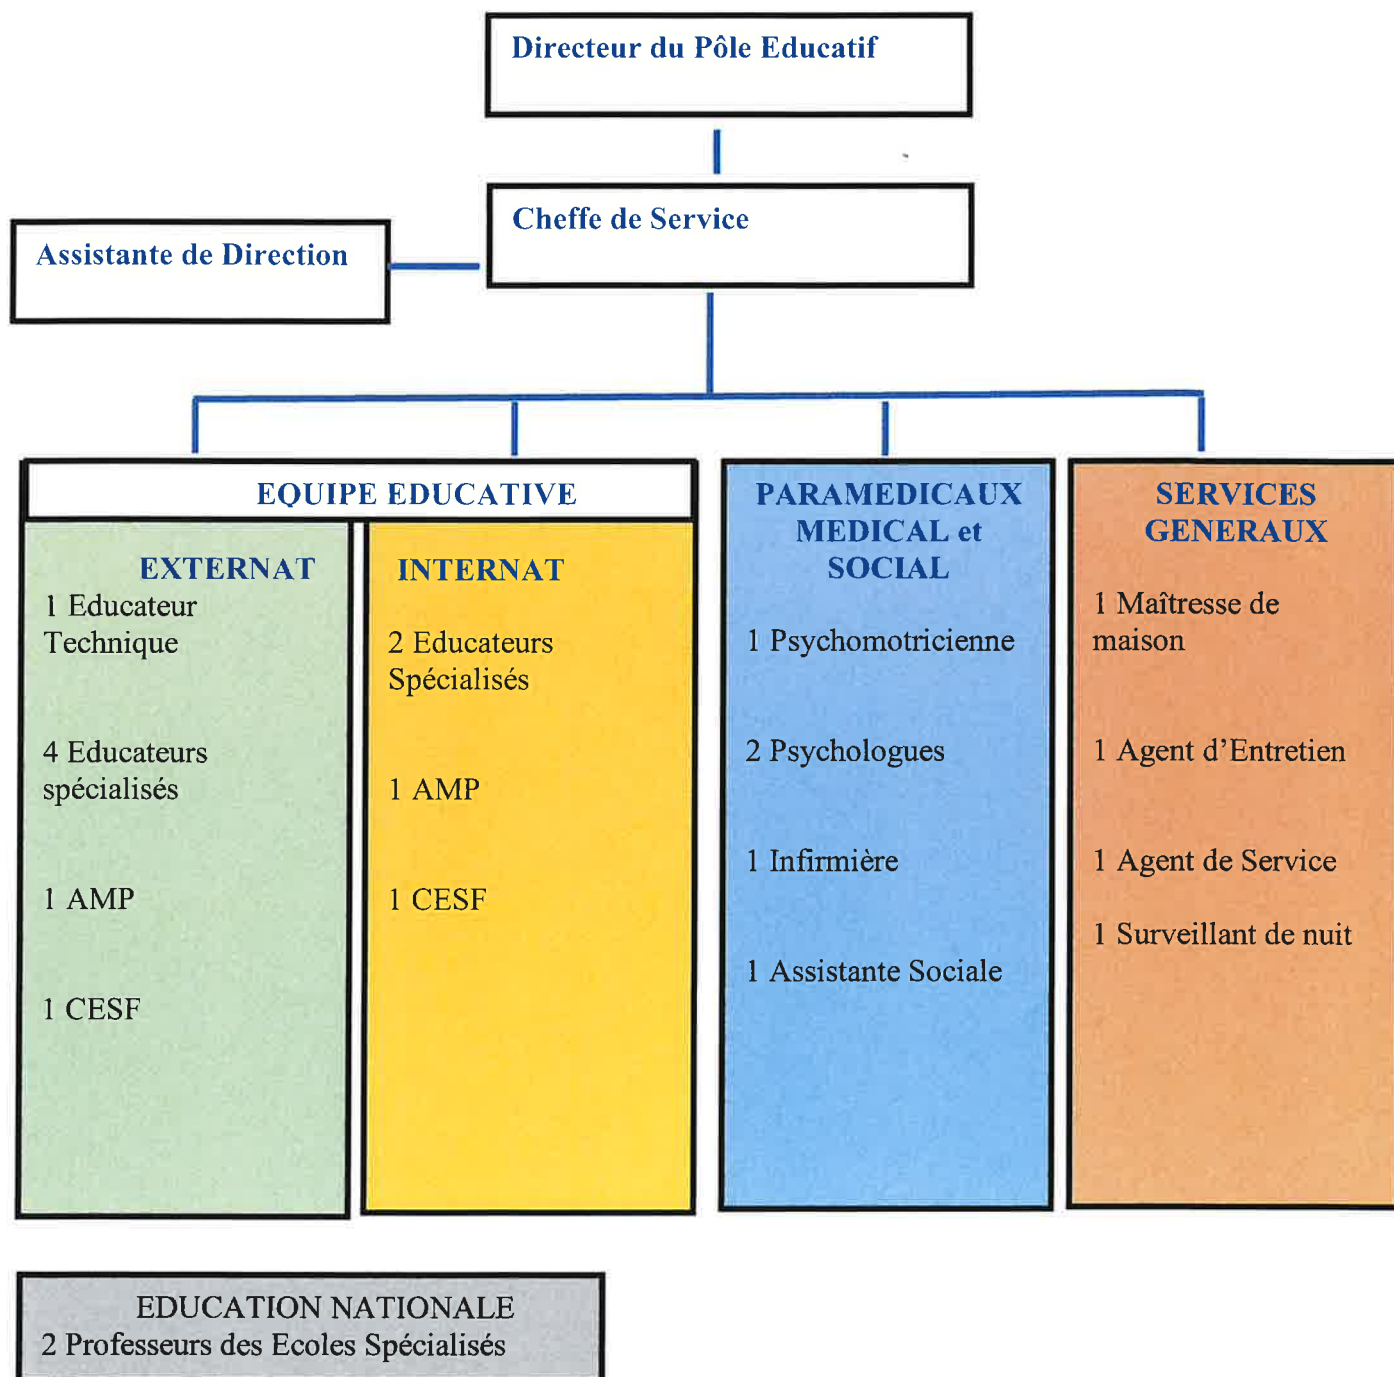 Directeur du Pôle Educatif
Cheffe de Service
Assistante de Direction
EQUIPE EDUCATIVE
EXTERNAT
1 Educateur
Technique
4 Educateurs
spécialisés
1 AMP
1 CESF
INTERNAT
2 Educateurs
Spécialisés
1 AMP
1 CESF
PARAMEDICAUX
MEDICAL et
SOCIAL
1 Psychomotricienne
2 Psychologues
1 Infirmière
1 Assistante Sociale
SERVICES
GENERAUX
1 Maîtresse de
maison
1 Agent d’Entretien
1 Agent de Service
1 Surveillant de nuit
EDUCATION NATIONALE
2 Professeurs des Ecoles Spécialisés